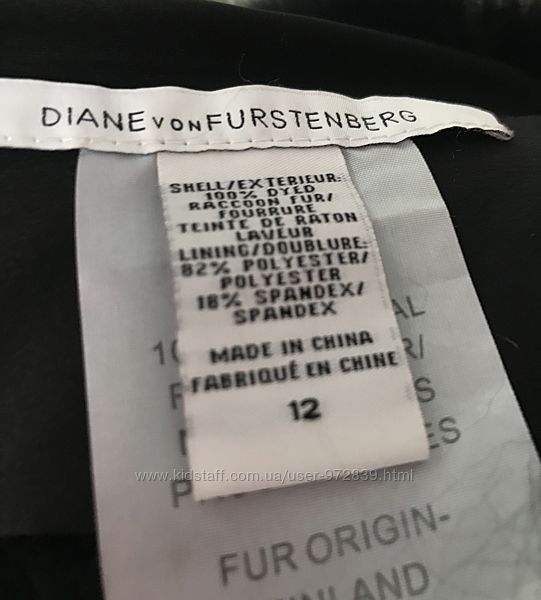 DIANE VON FURSTENBERG
SHELL/EXTERIEUR:
100% DYED
RACCOON FUR/
FOURRURE
TEINTE DE RATON
LAVEUR
LINING/DOUBLURE:
82% POLYESTER/
POLYESTER
18% SPANDEX/
SPANDEX
MADE IN CHINA
FABRIQUÉ EN CHINE
12
www.kidstaff.com.ua/user-972839.html
FUR ORIGIN-